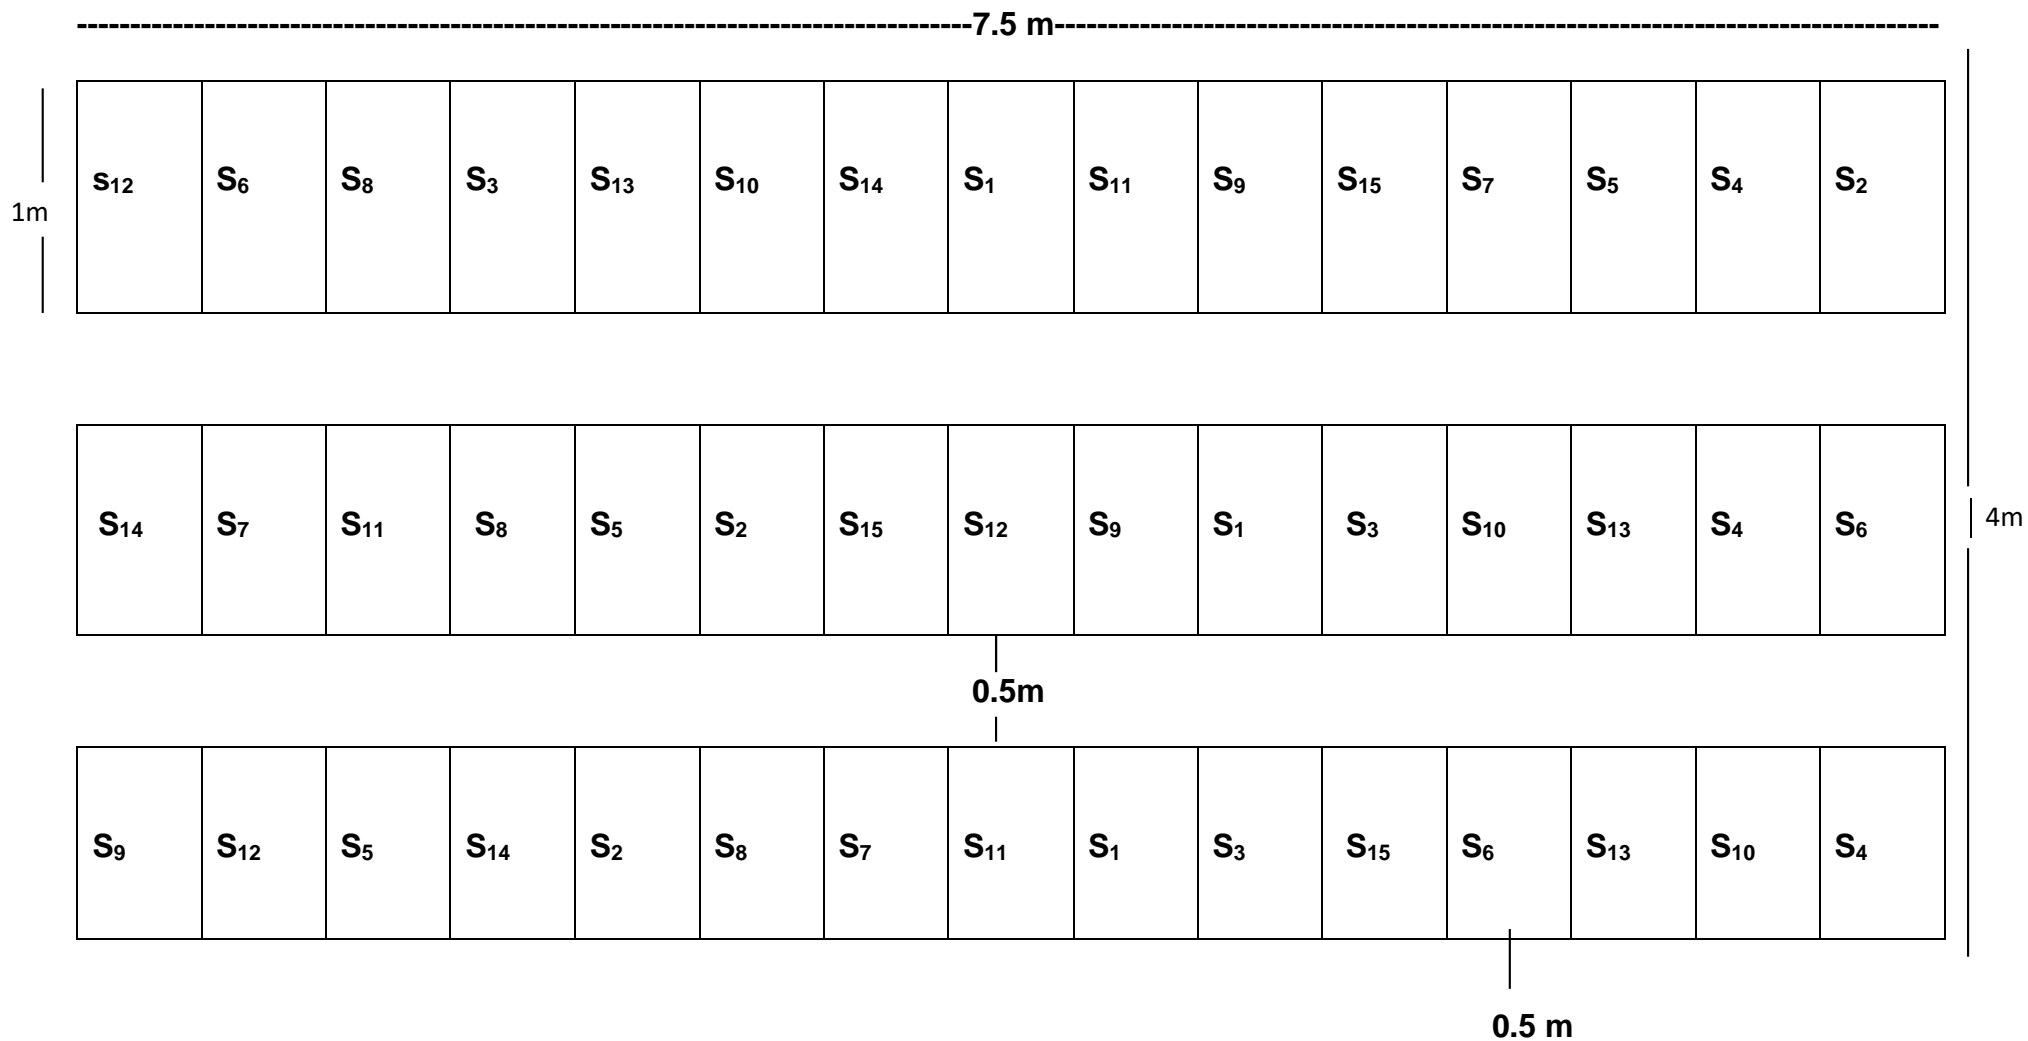 7.5 m
s12 S6 S8 S3 S13 S10 S14 S1 S11 S9 S15 S7 S5 S4 S2
1m
S14 S7 S11 S8 S5 S2 S15 S12 S9 S1 S3 S10 S13 S4 S6
4m
0.5m
S9 S12 S5 S14 S2 S8 S7 S11 S1 S3 S15 S6 S13 S10 S4
0.5 m